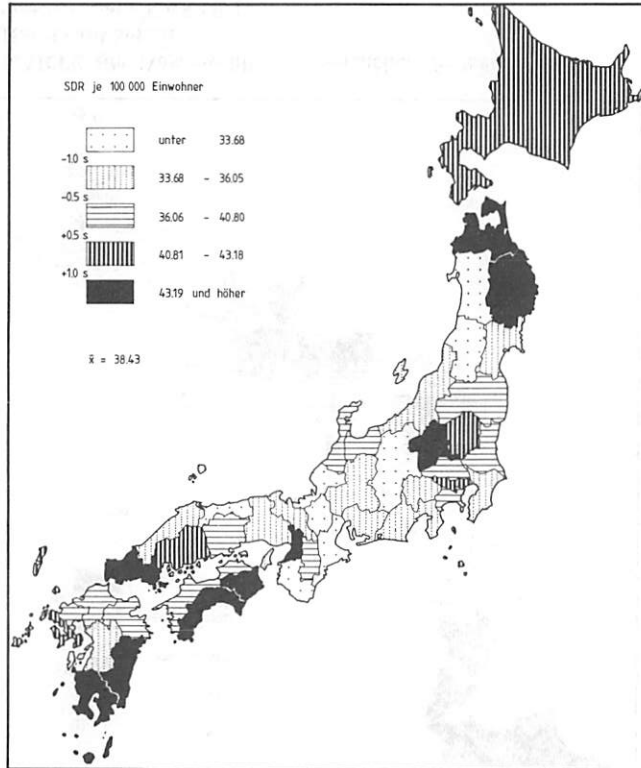 SDR je 100 000 Einwohner
unter 33.68
-1.0 s
33.68 - 36.05
-0.5 s
36.06 - 40.80
+0.5 s
40.81 - 43.18
+1.0 s
43.19 und höher
x̄ = 38.43